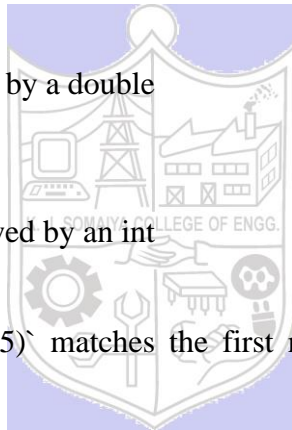 by a double
K. J. SOMAIYA COLLEGE OF ENGG.
ved by an int
5)` matches the first